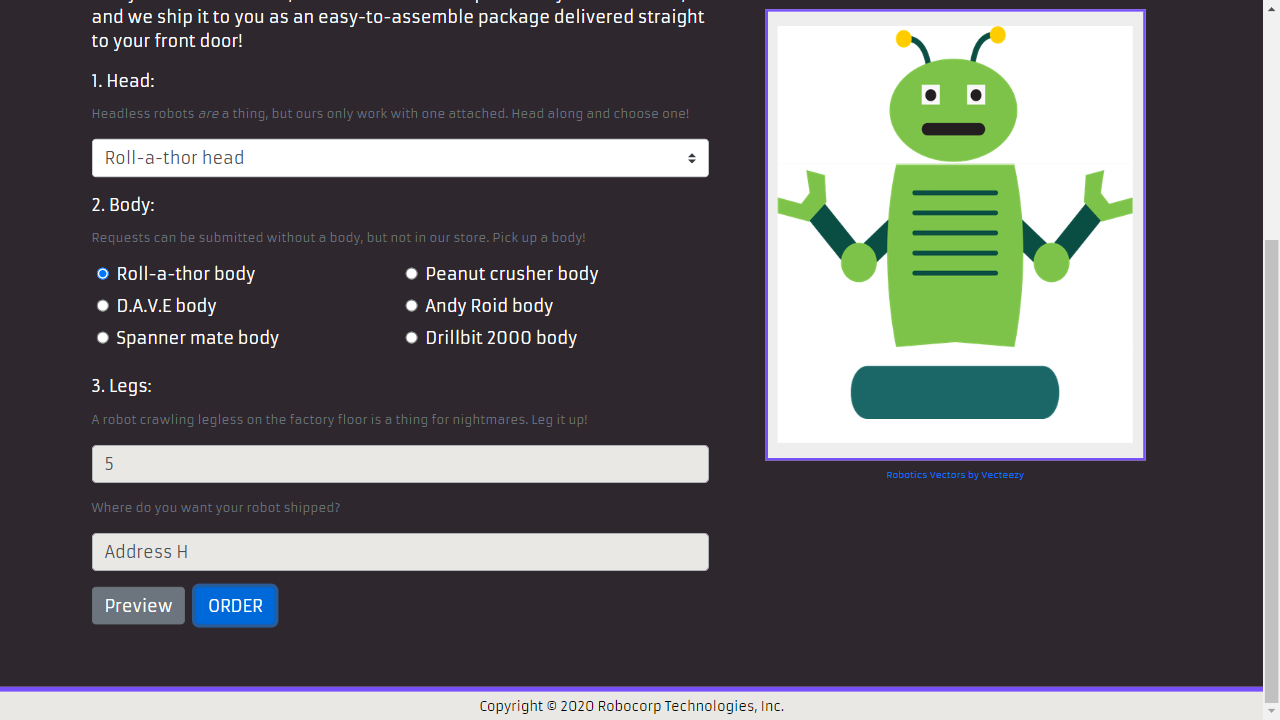 and we ship it to you as an easy-to-assemble package delivered straight
to your front door!
1. Head:
Headless robots are a thing, but ours only work with one attached. Head along and choose one!
Roll-a-thor head
2. Body:
Requests can be submitted without a body, but not in our store. Pick up a body!
Roll-a-thor body
Peanut crusher body
D.A.V.E body
Andy Roid body
Spanner mate body
Drillbit 2000 body
3. Legs:
A robot crawling legless on the factory floor is a thing for nightmares. Leg it up!
5
Where do you want your robot shipped?
Address H
Preview ORDER
Robotics Vectors by Vecteezy
Copyright © 2020 Robocorp Technologies, Inc.